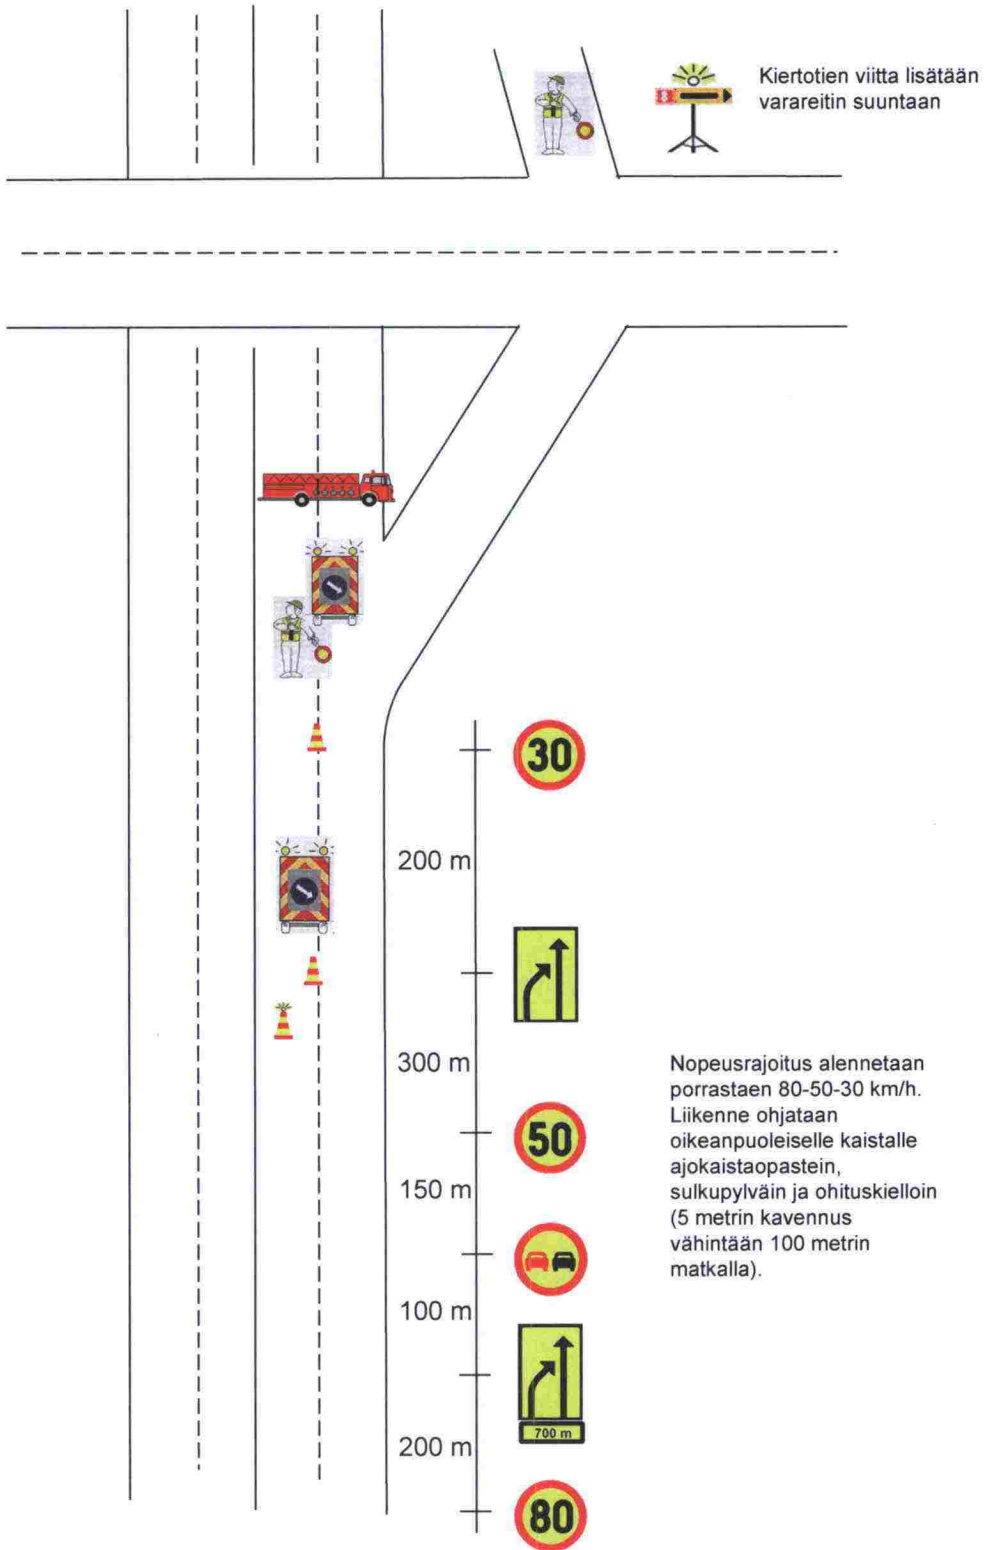 Kiertotien viitta lisätään
varareitin suuntaan
30
200 m
300 m
Nopeusrajoitus alennetaan
porrastaen 80-50-30 km/h.
Liikenne ohjataan
oikeanpuoleiselle kaistalle
ajokaistaopastein,
sulkupylväin ja ohituskielloin
(5 metrin kavennus
vähintään 100 metrin
matkalla).
50
150 m
100 m
700 m
200 m
80